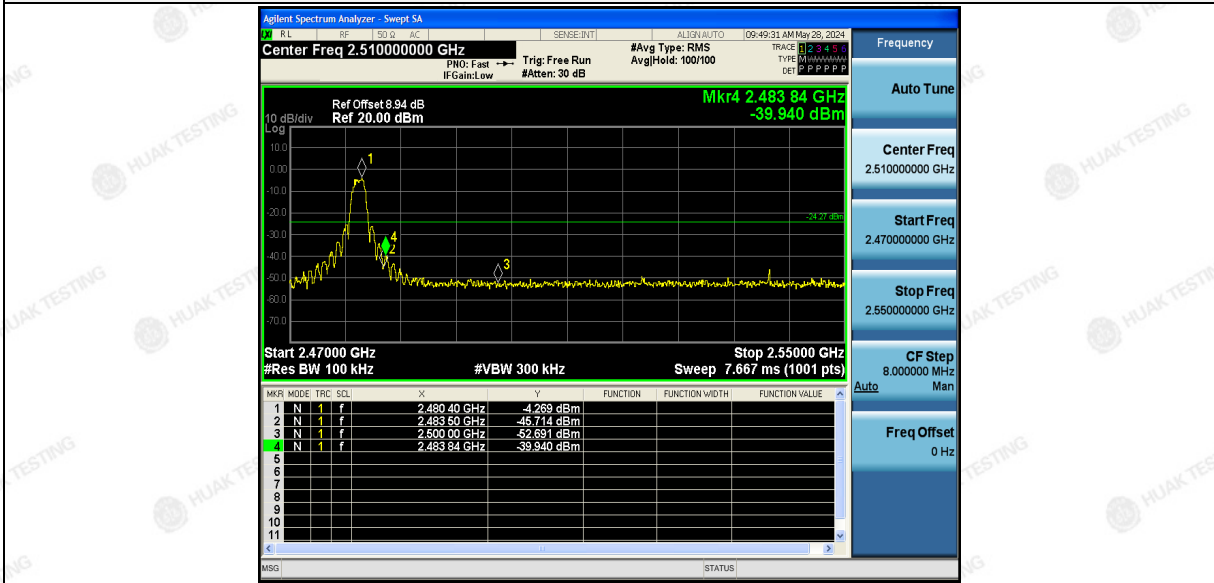 Agilent Spectrum Analyzer - Swept SA
LXI RL RF 50 Ω AC SENSE:INT ALIGN AUTO 09:49:31 AM May 28, 2024
Center Freq 2.510000000 GHz
PNO: Fast
IFGain:Low
Trig: Free Run
#Atten: 30 dB
#Avg Type: RMS
Avg|Hold: 100/100
TRACE 1 2 3 4 5 6
TYPE M WWWWW
DET P P P P P P
Frequency
Mkr4 2.483 84 GHz
-39.940 dBm
Ref Offset 8.94 dB
10 dB/div Ref 20.00 dBm
Log
10.0
0.00
-10.0
-20.0
-30.0
-40.0
-50.0
-60.0
-70.0
1
4
2
3
-24.27 dBm
Start 2.47000 GHz Stop 2.55000 GHz
#Res BW 100 kHz #VBW 300 kHz Sweep 7.667 ms (1001 pts)
MKR MODE TRC SCL X Y FUNCTION FUNCTION WIDTH FUNCTION VALUE
1 N 1 f 2.480 40 GHz -4.269 dBm
2 N 1 f 2.483 50 GHz -45.714 dBm
3 N 1 f 2.500 00 GHz -52.691 dBm
4 N 1 f 2.483 84 GHz -39.940 dBm
5
6
7
8
9
10
11
MSG STATUS
Auto Tune
Center Freq
2.510000000 GHz
Start Freq
2.470000000 GHz
Stop Freq
2.550000000 GHz
CF Step
8.000000 MHz
Auto Man
Freq Offset
0 Hz
HUAK TESTING
HUAK TESTING
HUAK TESTING
HUAK TESTING